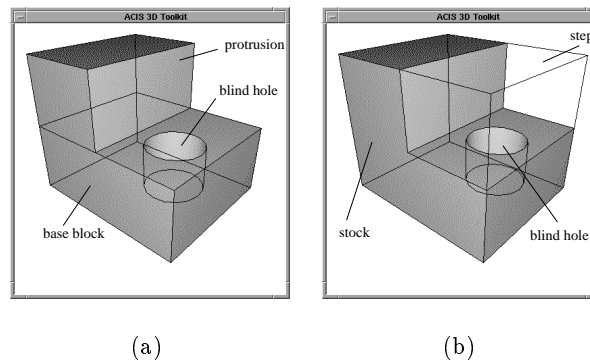 ACIS 3D Toolkit
protrusion
blind hole
base block
(a)
ACIS 3D Toolkit
step
stock
blind hole
(b)